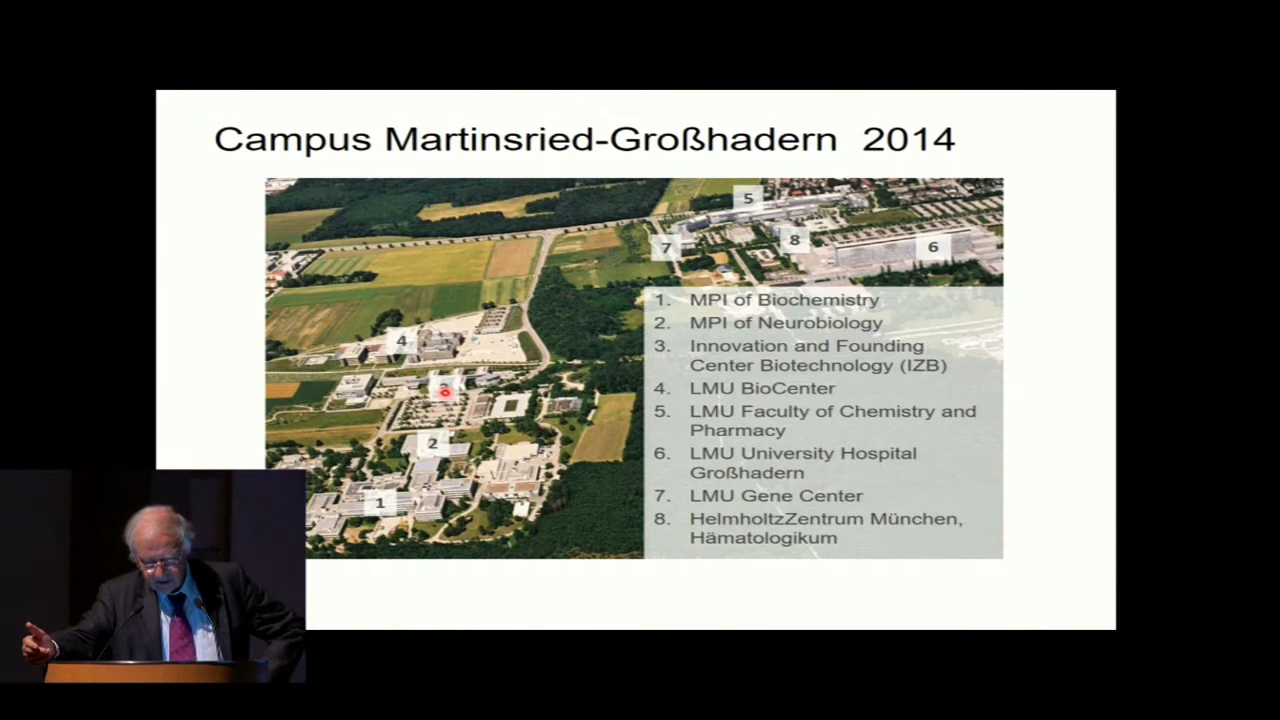 Campus Martinsried-Großhadern 2014
5
7
8
6
4
2
1
1. MPI of Biochemistry
2. MPI of Neurobiology
3. Innovation and Founding
Center Biotechnology (IZB)
4. LMU BioCenter
5. LMU Faculty of Chemistry and
Pharmacy
6. LMU University Hospital
Großhadern
7. LMU Gene Center
8. HelmholtzZentrum München,
Hämatologikum